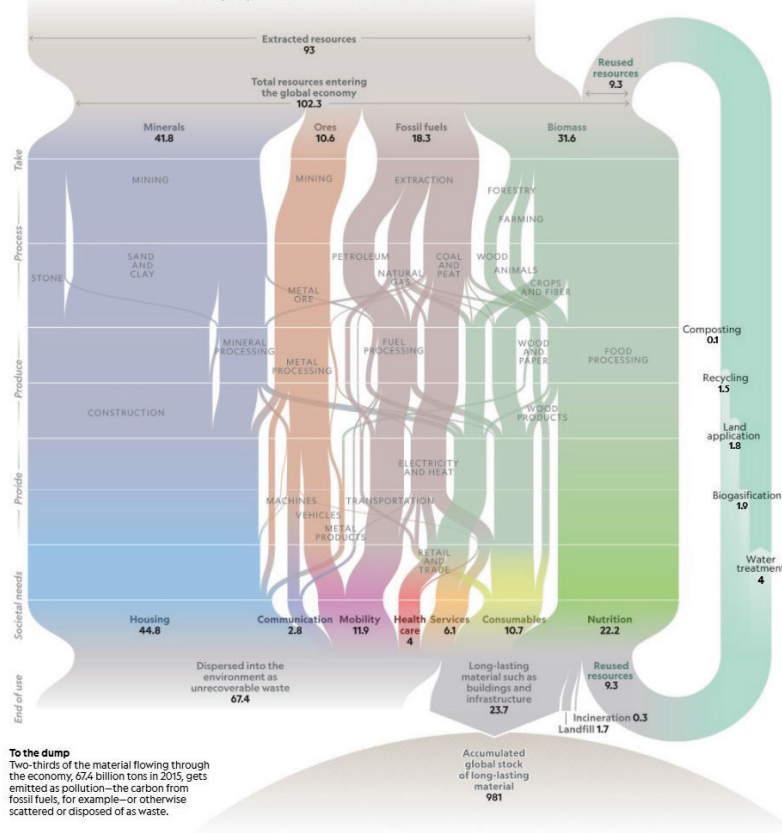 Extracted resources
93
Reused
resources
9.3
Total resources entering
the global economy
102.3
Minerals
41.8
Ores
10.6
Fossil fuels
18.3
Biomass
31.6
Take
Process
Produce
Provide
Societal needs
End of use
MINING
MINING
EXTRACTION
FORESTRY
FARMING
STONE
SAND
AND
CLAY
METAL
ORE
PETROLEUM
NATURAL
GAS
COAL
AND
PEAT
WOOD
ANIMALS
CROPS
AND FIBER
MINERAL
PROCESSING
METAL
PROCESSING
FUEL
PROCESSING
WOOD
AND
PAPER
FOOD
PROCESSING
CONSTRUCTION
WOOD
PRODUCTS
ELECTRICITY
AND HEAT
MACHINES
TRANSPORTATION
VEHICLES
METAL
PRODUCTS
RETAIL
AND
TRADE
Composting
0.1
Recycling
1.5
Land
application
1.8
Biogasification
1.9
Water
treatment
4
Housing
44.8
Communication
2.8
Mobility
11.9
Health
care
4
Services
6.1
Consumables
10.7
Nutrition
22.2
Dispersed into the
environment as
unrecoverable waste
67.4
Long-lasting
material such as
buildings and
infrastructure
23.7
Reused
resources
9.3
Incineration 0.3
Landfill 1.7
To the dump
Two-thirds of the material flowing through
the economy, 67.4 billion tons in 2015, gets
emitted as pollution—the carbon from
fossil fuels, for example—or otherwise
scattered or disposed of as waste.
Accumulated
global stock
of long-lasting
material
981